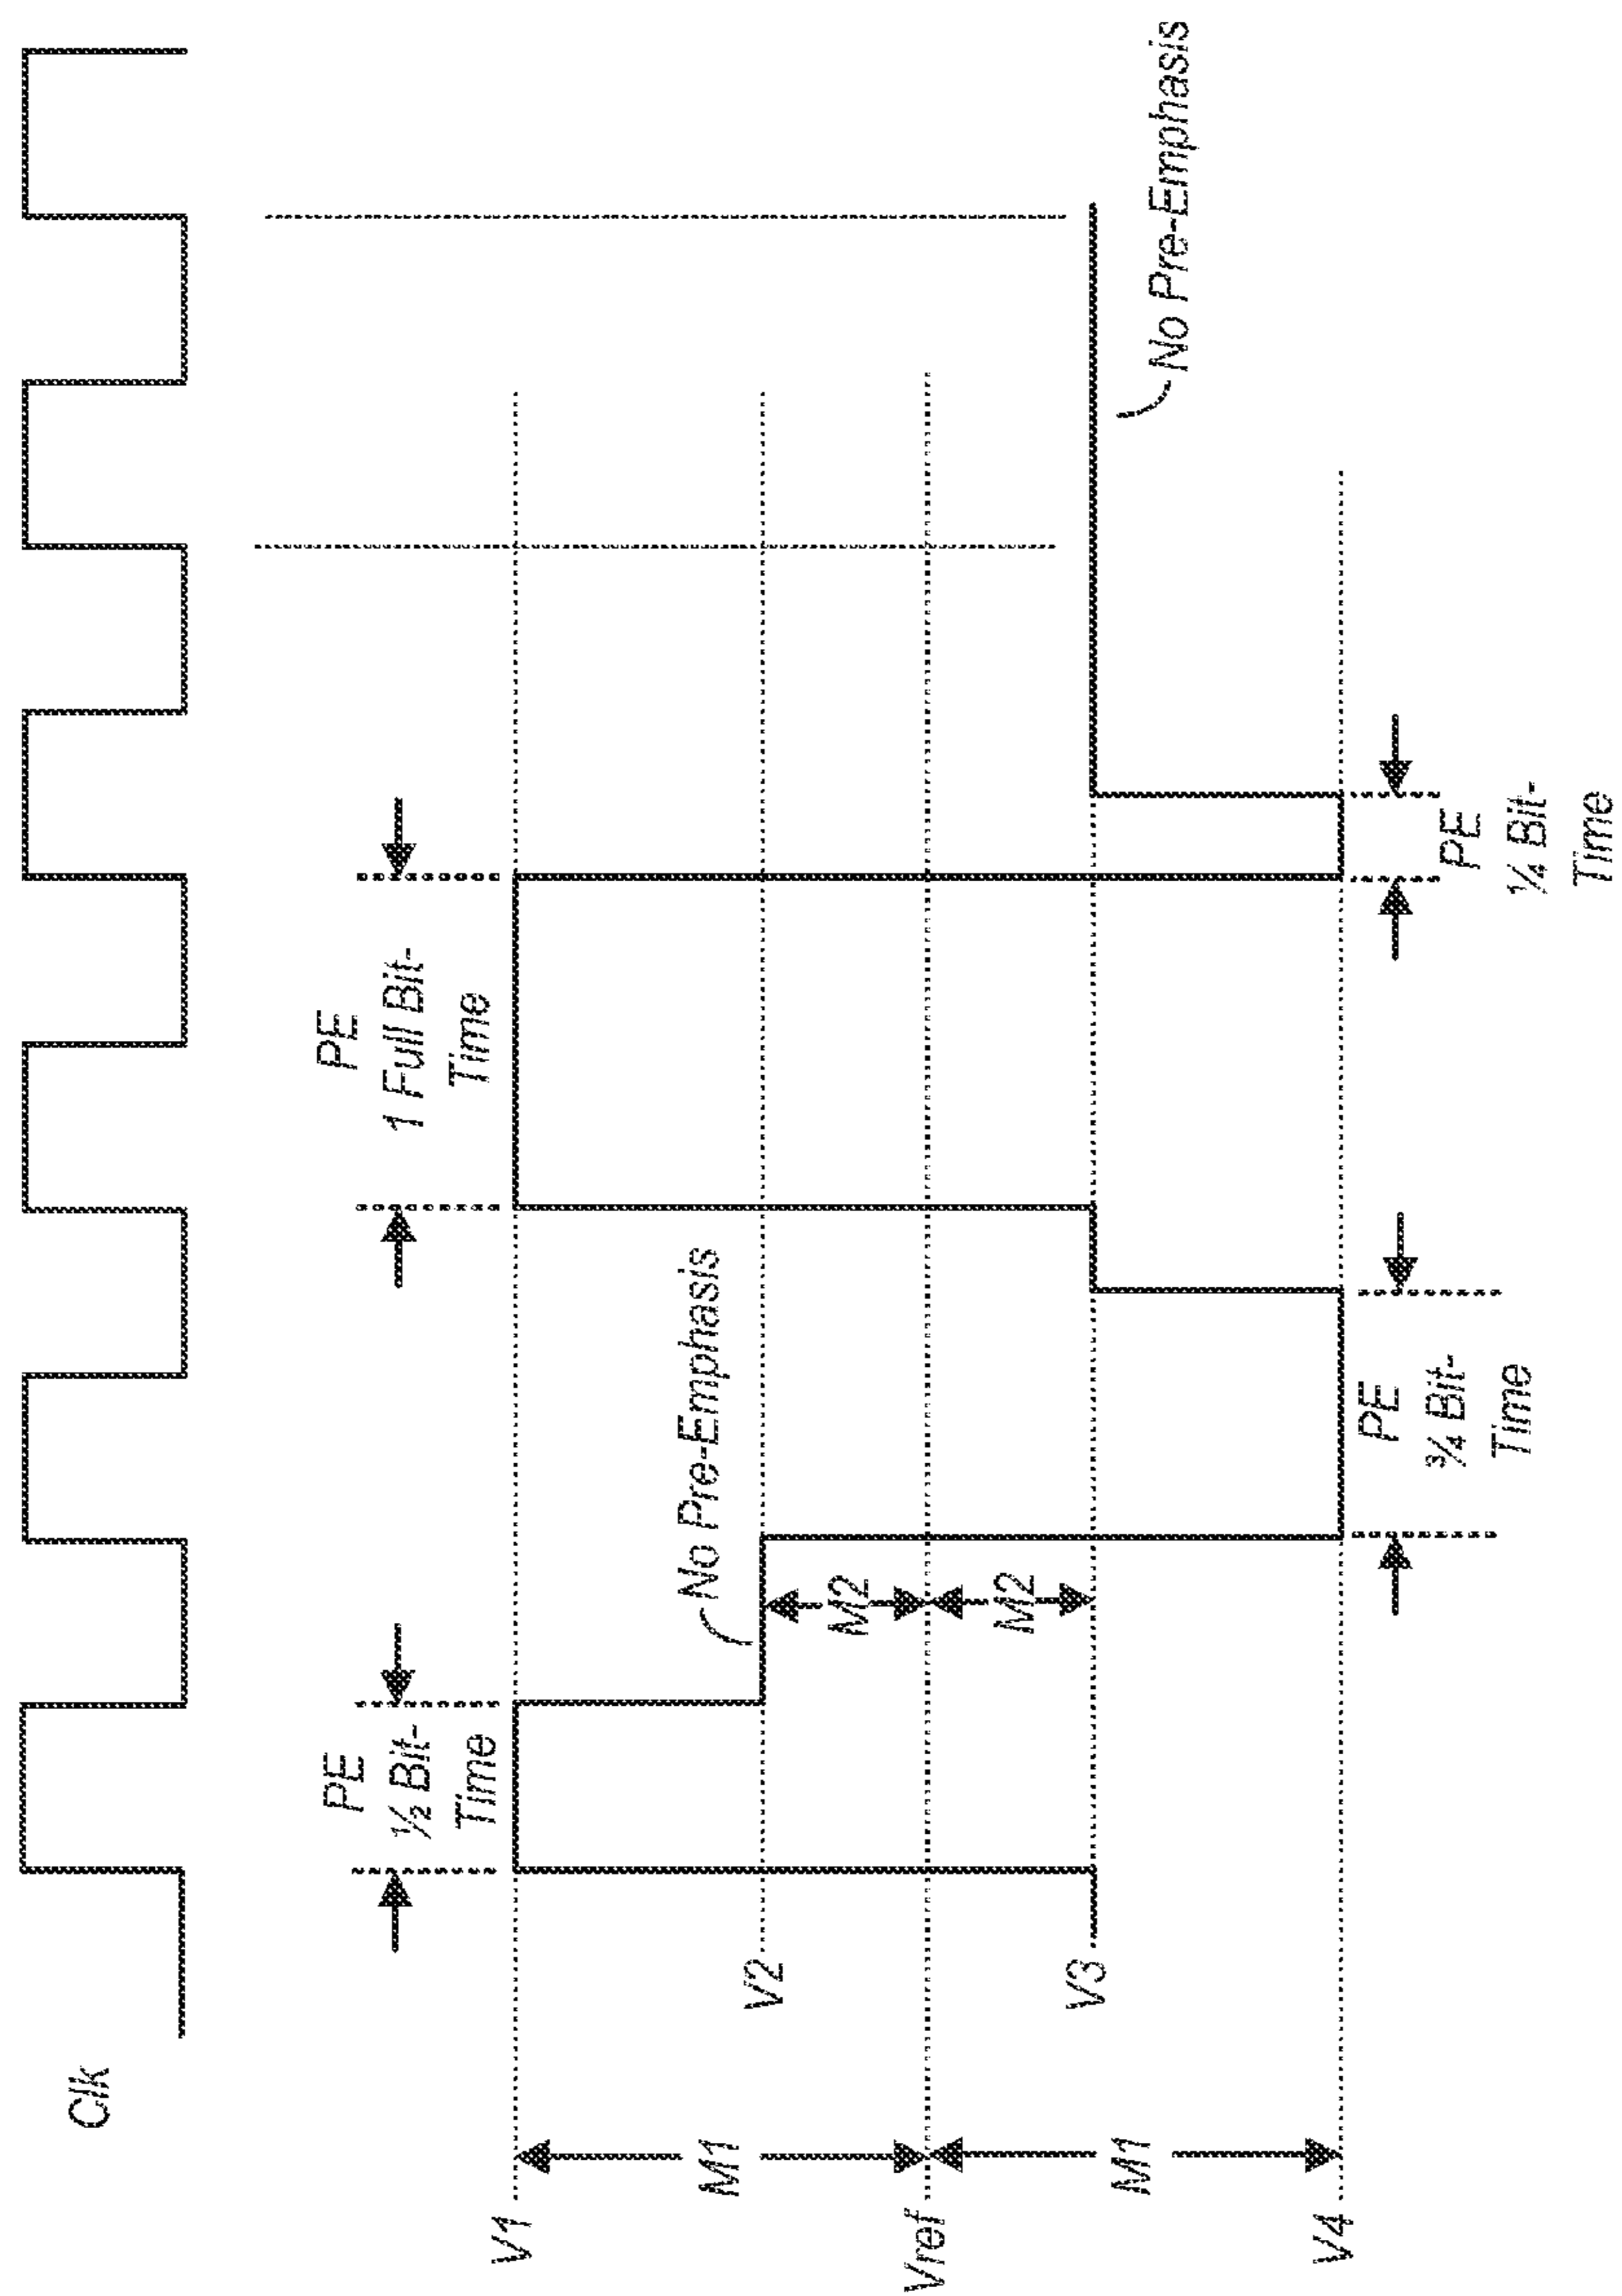 Clk
PE
½ Bit-
Time
PE
1 Full Bit-
Time
V1
M1
No Pre-Emphasis
V2
M2
Vref
M2
V3
No Pre-Emphasis
M1
V4
PE
¾ Bit-
Time
PE
¼ Bit-
Time